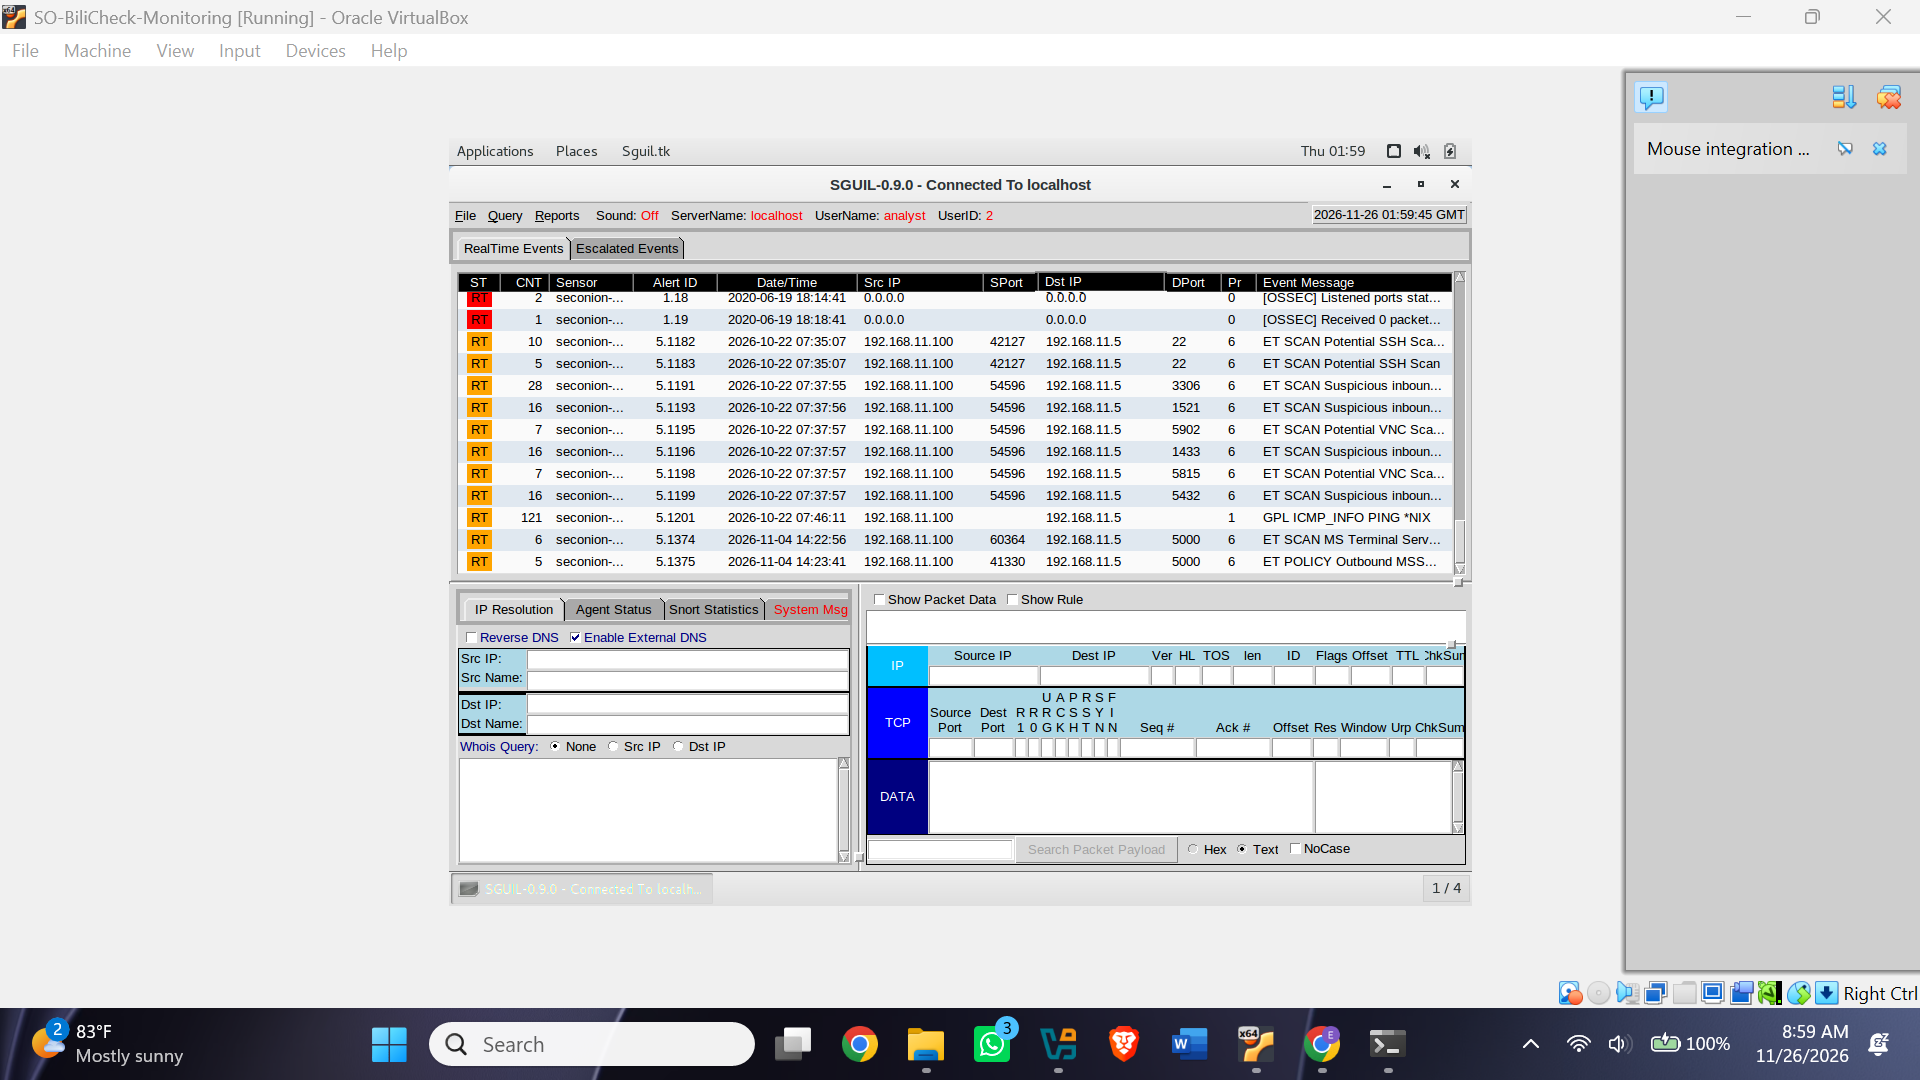 SO-BiliCheck-Monitoring [Running] - Oracle VirtualBox
File Machine View Input Devices Help
Mouse integration ...
Applications Places Sguil.tk Thu 01:59
SGUIL-0.9.0 - Connected To localhost
File Query Reports Sound: Off ServerName: localhost UserName: analyst UserID: 2 2026-11-26 01:59:45 GMT
RealTime Events Escalated Events
ST CNT Sensor Alert ID Date/Time Src IP SPort Dst IP DPort Pr Event Message
RT 2 seconion-... 1.18 2020-06-19 18:14:41 0.0.0.0 0.0.0.0 0 [OSSEC] Listened ports stat...
RT 1 seconion-... 1.19 2020-06-19 18:18:41 0.0.0.0 0.0.0.0 0 [OSSEC] Received 0 packet...
RT 10 seconion-... 5.1182 2026-10-22 07:35:07 192.168.11.100 42127 192.168.11.5 22 6 ET SCAN Potential SSH Sca...
RT 5 seconion-... 5.1183 2026-10-22 07:35:07 192.168.11.100 42127 192.168.11.5 22 6 ET SCAN Potential SSH Scan
RT 28 seconion-... 5.1191 2026-10-22 07:37:55 192.168.11.100 54596 192.168.11.5 3306 6 ET SCAN Suspicious inboun...
RT 16 seconion-... 5.1193 2026-10-22 07:37:56 192.168.11.100 54596 192.168.11.5 1521 6 ET SCAN Suspicious inboun...
RT 7 seconion-... 5.1195 2026-10-22 07:37:57 192.168.11.100 54596 192.168.11.5 5902 6 ET SCAN Potential VNC Sca...
RT 16 seconion-... 5.1196 2026-10-22 07:37:57 192.168.11.100 54596 192.168.11.5 1433 6 ET SCAN Suspicious inboun...
RT 7 seconion-... 5.1198 2026-10-22 07:37:57 192.168.11.100 54596 192.168.11.5 5815 6 ET SCAN Potential VNC Sca...
RT 16 seconion-... 5.1199 2026-10-22 07:37:57 192.168.11.100 54596 192.168.11.5 5432 6 ET SCAN Suspicious inboun...
RT 121 seconion-... 5.1201 2026-10-22 07:46:11 192.168.11.100 192.168.11.5 1 GPL ICMP_INFO PING *NIX
RT 6 seconion-... 5.1374 2026-11-04 14:22:56 192.168.11.100 60364 192.168.11.5 5000 6 ET SCAN MS Terminal Serv...
RT 5 seconion-... 5.1375 2026-11-04 14:23:41 192.168.11.100 41330 192.168.11.5 5000 6 ET POLICY Outbound MSS...
IP Resolution Agent Status Snort Statistics System Msg
Reverse DNS Enable External DNS
Src IP:
Src Name:
Dst IP:
Dst Name:
Whois Query: None Src IP Dst IP
Show Packet Data Show Rule
IP Source IP Dest IP Ver HL TOS len ID Flags Offset TTL ChkSum
U A P R S F
Source Dest R R R C S S Y I
TCP Port Port 1 0 G K H T N N Seq # Ack # Offset Res Window Urp ChkSum
DATA
Search Packet Payload Hex Text NoCase
SGUIL-0.9.0 - Connected To localh... 1 / 4
Right Ctrl
2 83°F
Mostly sunny
Search
3
x64
E
W
100%
8:59 AM
11/26/2026